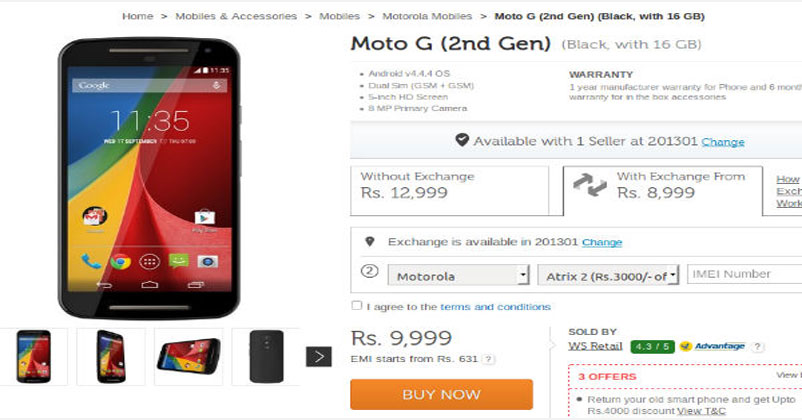 Home > Mobiles & Accessories > Mobiles > Motorola Mobiles > Moto G (2nd Gen) (Black, with 16 GB)
Moto G (2nd Gen) (Black, with 16 GB)
Android v4.4.4 OS
Dual Sim (GSM + GSM)
5-inch HD Screen
8 MP Primary Camera
WARRANTY
1 year manufacturer warranty for Phone and 6 mont
warranty for in the box accessories
Available with 1 Seller at 201301 Change
Without Exchange
Rs. 12,999
With Exchange From
Rs. 8,999
How
Exch
Work
Exchange is available in 201301 Change
2 Motorola Atrix 2 (Rs.3000/- of IMEI Number
I agree to the terms and conditions
Rs. 9,999
EMI starts from Rs. 631 ?
BUY NOW
SOLD BY
WS Retail 4.3 / 5 Advantage ?
3 OFFERS View
Return your old smart phone and get Upto
Rs.4000 discount View T&C
11:35
Google
11:35
WED 17 SEPTEMBER